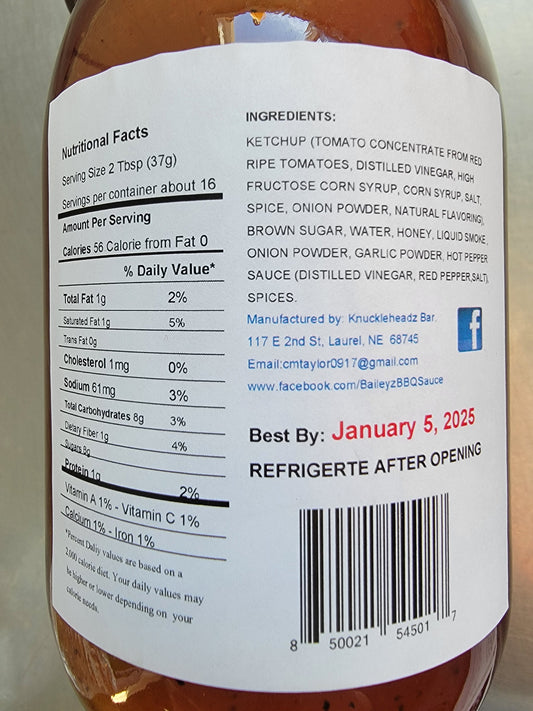 Nutritional Facts
Serving Size 2 Tbsp (37g)
Servings per container about 16
Amount Per Serving
Calories 56 Calorie from Fat 0
% Daily Value*
Total Fat 1g 2%
Saturated Fat 1g 5%
Trans Fat 0g
Cholesterol 1mg 0%
Sodium 61mg 3%
Total Carbohydrates 8g 3%
Dietary Fiber 1g 4%
Sugars 8g
Protein 1g 2%
Vitamin A 1% - Vitamin C 1%
Calcium 1% - Iron 1%
*Percent Daliy values are based on a
2,000 calorie diet. Your daily values may
be higher or lower depending on your
calorie needs.
INGREDIENTS:
KETCHUP (TOMATO CONCENTRATE FROM RED
RIPE TOMATOES, DISTILLED VINEGAR, HIGH
FRUCTOSE CORN SYRUP, CORN SYRUP, SALT,
SPICE, ONION POWDER, NATURAL FLAVORING),
BROWN SUGAR, WATER, HONEY, LIQUID SMOKE,
ONION POWDER, GARLIC POWDER, HOT PEPPER
SAUCE (DISTILLED VINEGAR, RED PEPPER,SALT),
SPICES.
Manufactured by: Knuckleheadz Bar.
117 E 2nd St, Laurel, NE 68745
Email:cmtaylor0917@gmail.com
www.facebook.com/BaileyzBBQSauce
f
Best By: January 5, 2025
REFRIGERTE AFTER OPENING
8 50021 54501 7